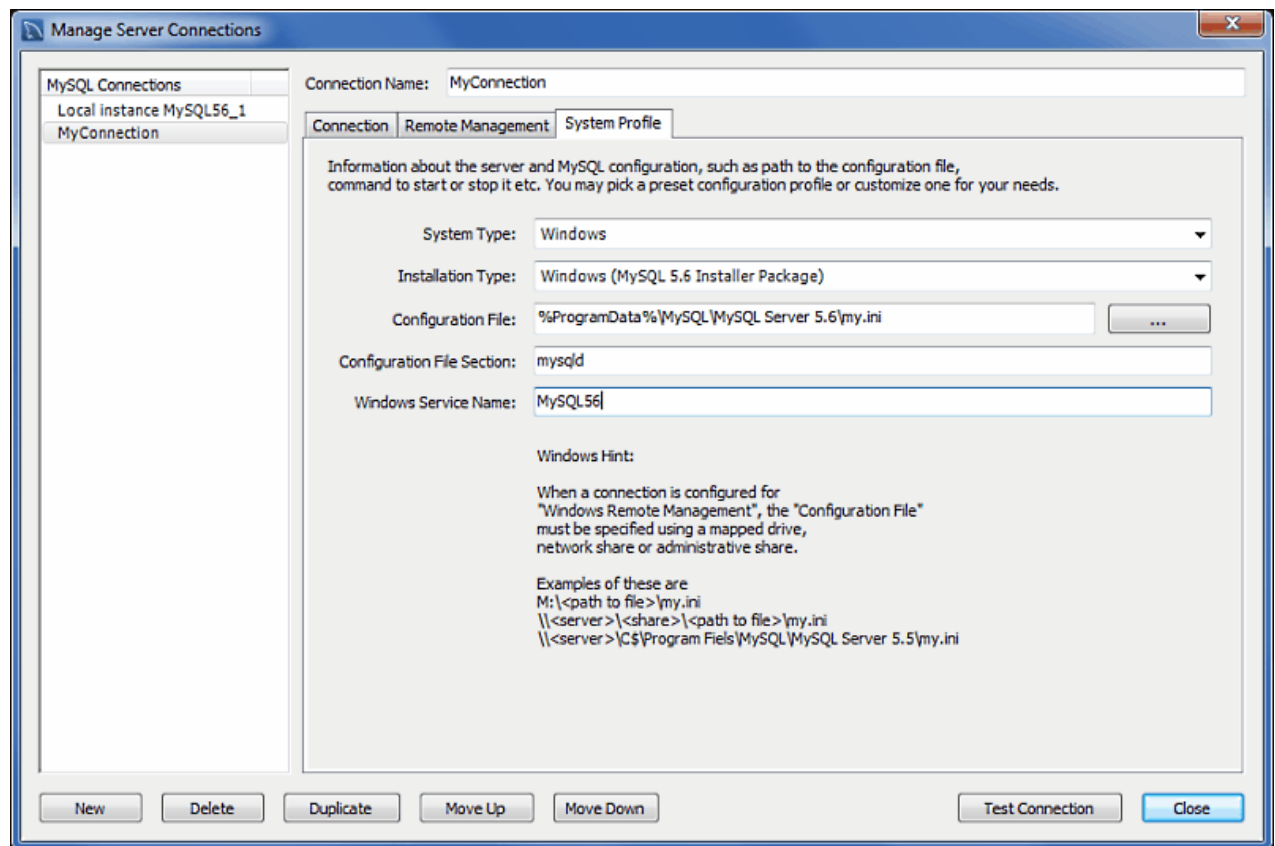 Manage Server Connections
MySQL Connections
Local instance MySQL56_1
MyConnection
Connection Name: MyConnection
Connection Remote Management System Profile
Information about the server and MySQL configuration, such as path to the configuration file,
command to start or stop it etc. You may pick a preset configuration profile or customize one for your needs.
System Type: Windows
Installation Type: Windows (MySQL 5.6 Installer Package)
Configuration File: %ProgramData%\MySQL\MySQL Server 5.6\my.ini ...
Configuration File Section: mysqld
Windows Service Name: MySQL56
Windows Hint:
When a connection is configured for
"Windows Remote Management", the "Configuration File"
must be specified using a mapped drive,
network share or administrative share.
Examples of these are
M:\<path to file>\my.ini
\\<server>\<share>\<path to file>\my.ini
\\<server>\C$\Program Fiels\MySQL\MySQL Server 5.5\my.ini
New Delete Duplicate Move Up Move Down Test Connection Close